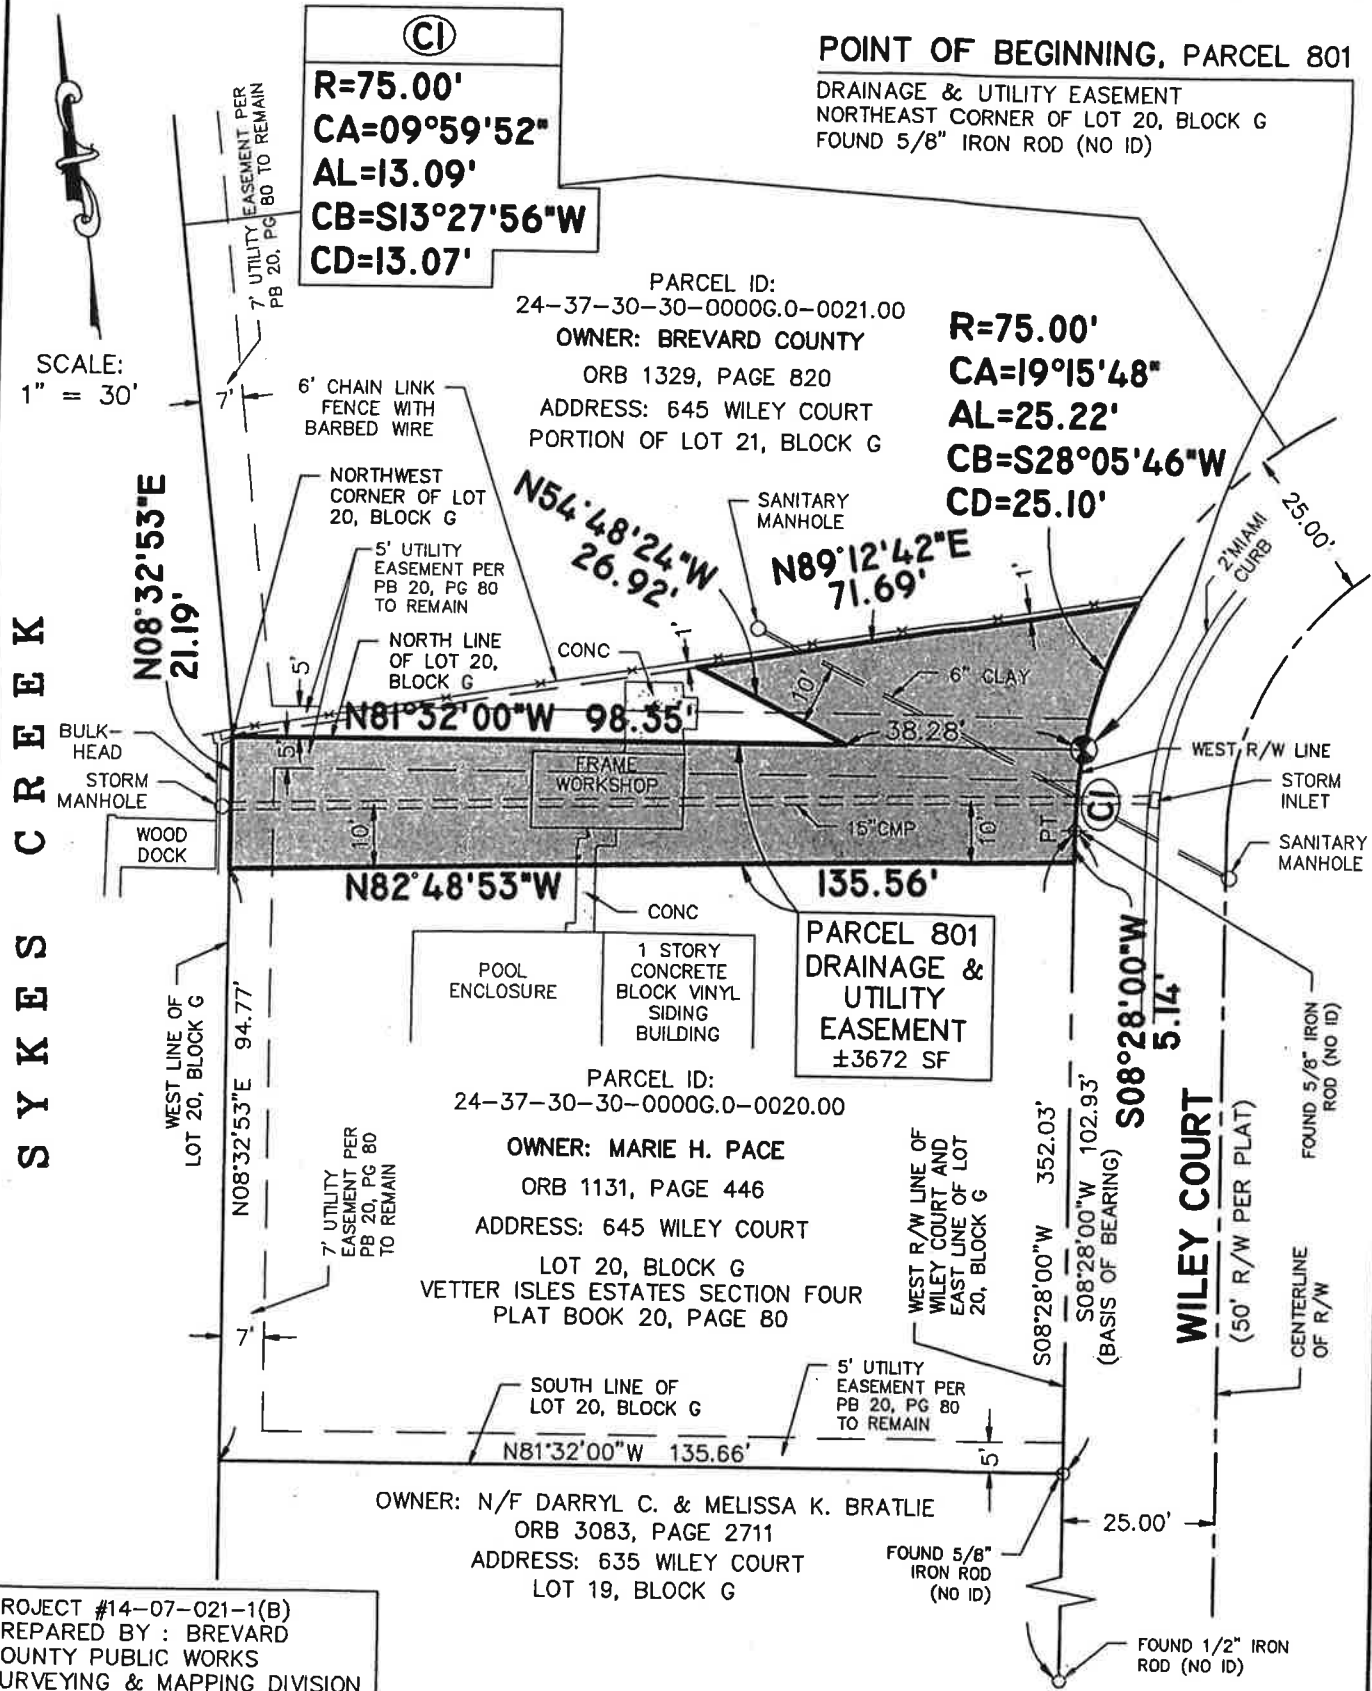 C1
R=75.00'
CA=09°59'52"
AL=13.09'
CB=S13°27'56"W
CD=13.07'
POINT OF BEGINNING, PARCEL 801
DRAINAGE & UTILITY EASEMENT
NORTHEAST CORNER OF LOT 20, BLOCK G
FOUND 5/8" IRON ROD (NO ID)
7' UTILITY EASEMENT PER
PB 20, PG 80 TO REMAIN
SCALE:
1" = 30'
7'
PARCEL ID:
24-37-30-30-0000G.0-0021.00
OWNER: BREVARD COUNTY
ORB 1329, PAGE 820
ADDRESS: 645 WILEY COURT
PORTION OF LOT 21, BLOCK G
R=75.00'
CA=19°15'48"
AL=25.22'
CB=S28°05'46"W
CD=25.10'
6' CHAIN LINK
FENCE WITH
BARBED WIRE
NORTHWEST
CORNER OF LOT
20, BLOCK G
5' UTILITY
EASEMENT PER
PB 20, PG 80
TO REMAIN
NORTH LINE
OF LOT 20,
BLOCK G
N08°32'53"E
21.19'
N54°48'24"W
26.92'
SANITARY
MANHOLE
N89°12'42"E
71.69'
1'
1'
25.00'
2' MIAMI
CURB
CONC
5'
5'
N81°32'00"W 98.35'
10'
6" CLAY
38.28'
SYKES CREEK
BULK-
HEAD
STORM
MANHOLE
WOOD
DOCK
FRAME
WORKSHOP
10'
15"CMP
10'
PT
C1
WEST R/W LINE
STORM
INLET
SANITARY
MANHOLE
N82°48'53"W 135.56'
CONC
POOL
ENCLOSURE
1 STORY
CONCRETE
BLOCK VINYL
SIDING
BUILDING
PARCEL 801
DRAINAGE &
UTILITY
EASEMENT
±3672 SF
S08°28'00"W
5.14'
FOUND 5/8" IRON
ROD (NO ID)
WEST LINE OF
LOT 20, BLOCK G
N08°32'53"E 94.77'
PARCEL ID:
24-37-30-30-0000G.0-0020.00
OWNER: MARIE H. PACE
ORB 1131, PAGE 446
ADDRESS: 645 WILEY COURT
LOT 20, BLOCK G
VETTER ISLES ESTATES SECTION FOUR
PLAT BOOK 20, PAGE 80
7' UTILITY
EASEMENT PER
PB 20, PG 80
TO REMAIN
7'
WEST R/W LINE OF
WILEY COURT AND
EAST LINE OF LOT
20, BLOCK G
S08°28'00"W 352.03'
S08°28'00"W 102.93'
(BASIS OF BEARING)
WILEY COURT
(50' R/W PER PLAT)
CENTERLINE
OF R/W
SOUTH LINE OF
LOT 20, BLOCK G
5' UTILITY
EASEMENT PER
PB 20, PG 80
TO REMAIN
N81°32'00"W 135.66'
5'
OWNER: N/F DARRYL C. & MELISSA K. BRATLIE
ORB 3083, PAGE 2711
ADDRESS: 635 WILEY COURT
LOT 19, BLOCK G
25.00'
FOUND 5/8"
IRON ROD
(NO ID)
FOUND 1/2" IRON
ROD (NO ID)
ROJECT #14-07-021-1(B)
REPARED BY : BREVARD
OUNTY PUBLIC WORKS
URVEYING & MAPPING DIVISION